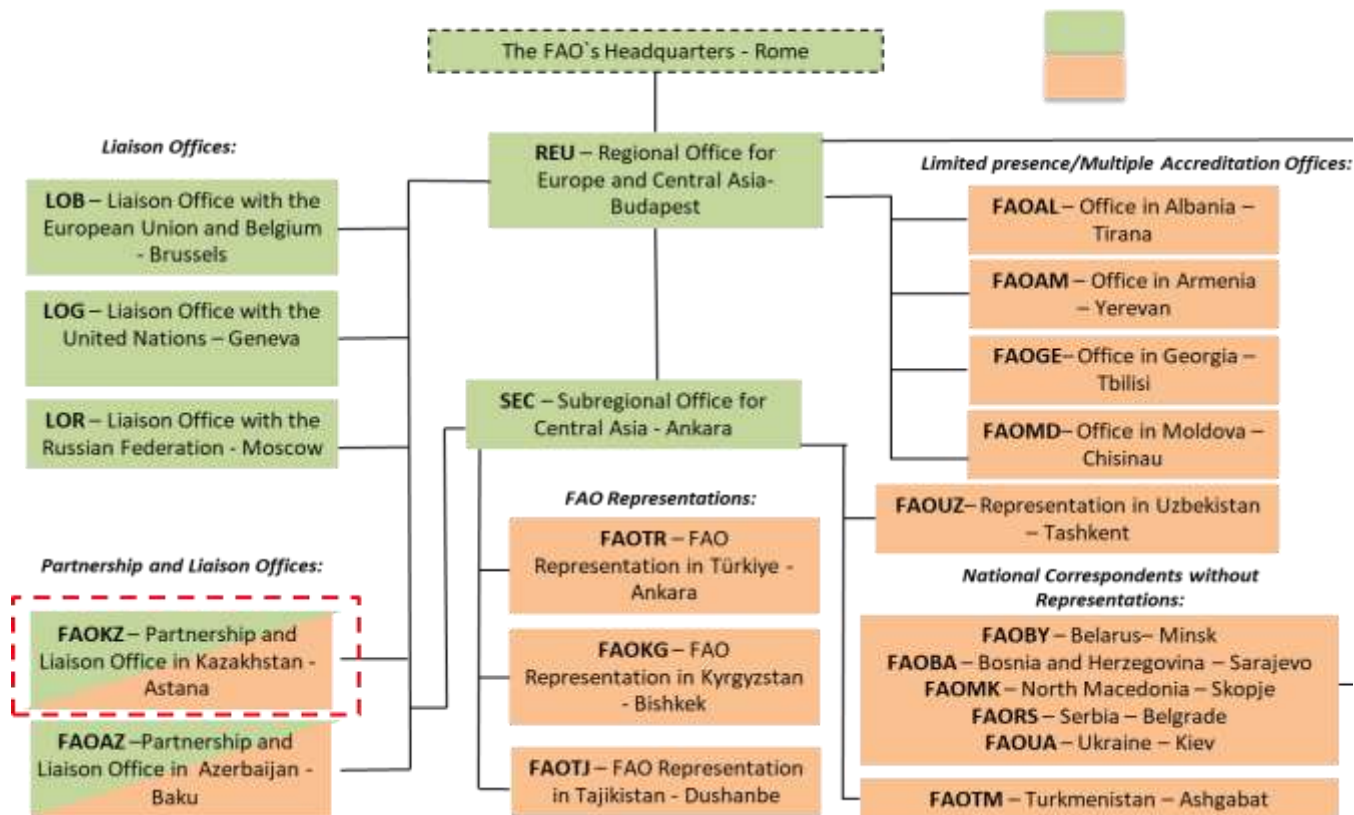 The FAO`s Headquarters - Rome
Liaison Offices:
LOB – Liaison Office with the
European Union and Belgium
- Brussels
LOG – Liaison Office with the
United Nations – Geneva
LOR – Liaison Office with the
Russian Federation - Moscow
Partnership and Liaison Offices:
FAOKZ – Partnership and
Liaison Office in Kazakhstan -
Astana
FAOAZ –Partnership and
Liaison Office in Azerbaijan -
Baku
REU – Regional Office for
Europe and Central Asia-
Budapest
SEC – Subregional Office for
Central Asia - Ankara
FAO Representations:
FAOTR – FAO
Representation in Türkiye -
Ankara
FAOKG – FAO
Representation in Kyrgyzstan
- Bishkek
FAOTJ – FAO Representation
in Tajikistan - Dushanbe
Limited presence/Multiple Accreditation Offices:
FAOAL – Office in Albania –
Tirana
FAOAM – Office in Armenia
– Yerevan
FAOGE– Office in Georgia –
Tbilisi
FAOMD– Office in Moldova –
Chisinau
FAOUZ– Representation in Uzbekistan
– Tashkent
National Correspondents without
Representations:
FAOBY – Belarus– Minsk
FAOBA – Bosnia and Herzegovina – Sarajevo
FAOMK – North Macedonia – Skopje
FAORS – Serbia – Belgrade
FAOUA – Ukraine – Kiev
FAOTM – Turkmenistan – Ashgabat